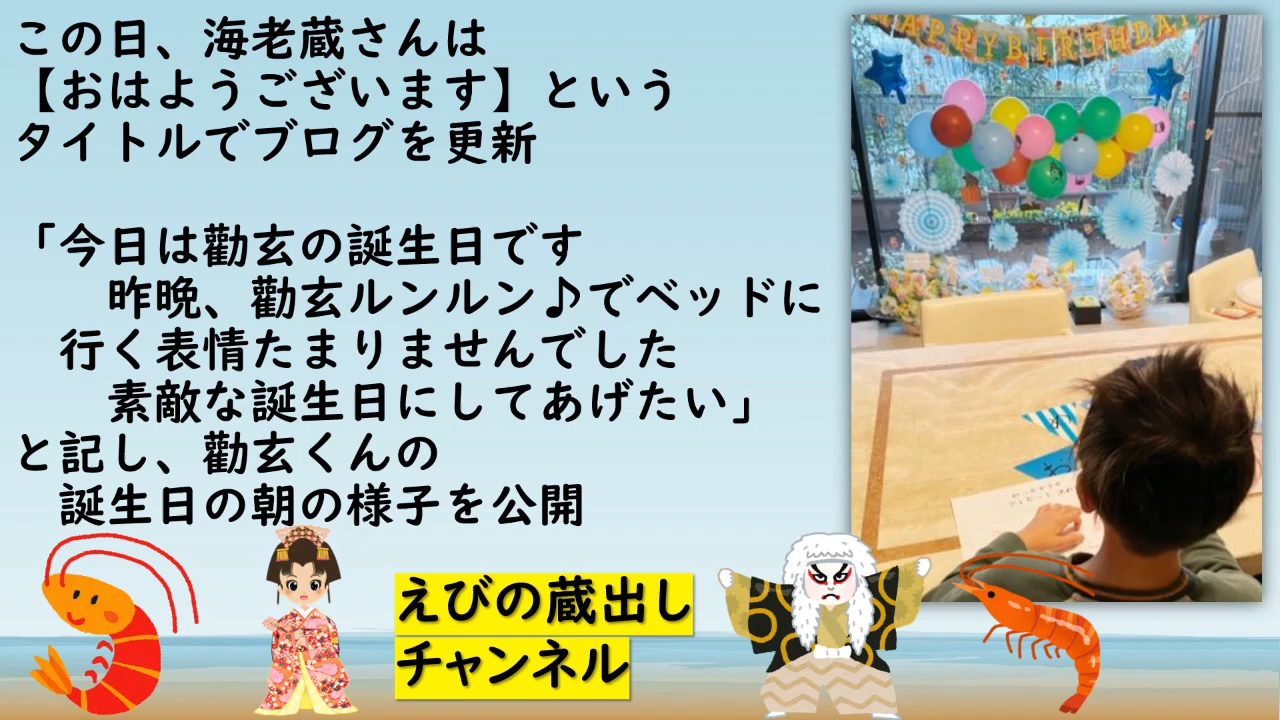 この日、海老蔵さんは
【おはようございます】という
タイトルでブログを更新
「今日は勸玄の誕生日です
昨晩、勸玄ルンルン♪でベッドに
行く表情たまりませんでした
素敵な誕生日にしてあげたい」
と記し、勸玄くんの
誕生日の朝の様子を公開
えびの蔵出し
チャンネル
HAPPY BIRTHDAY